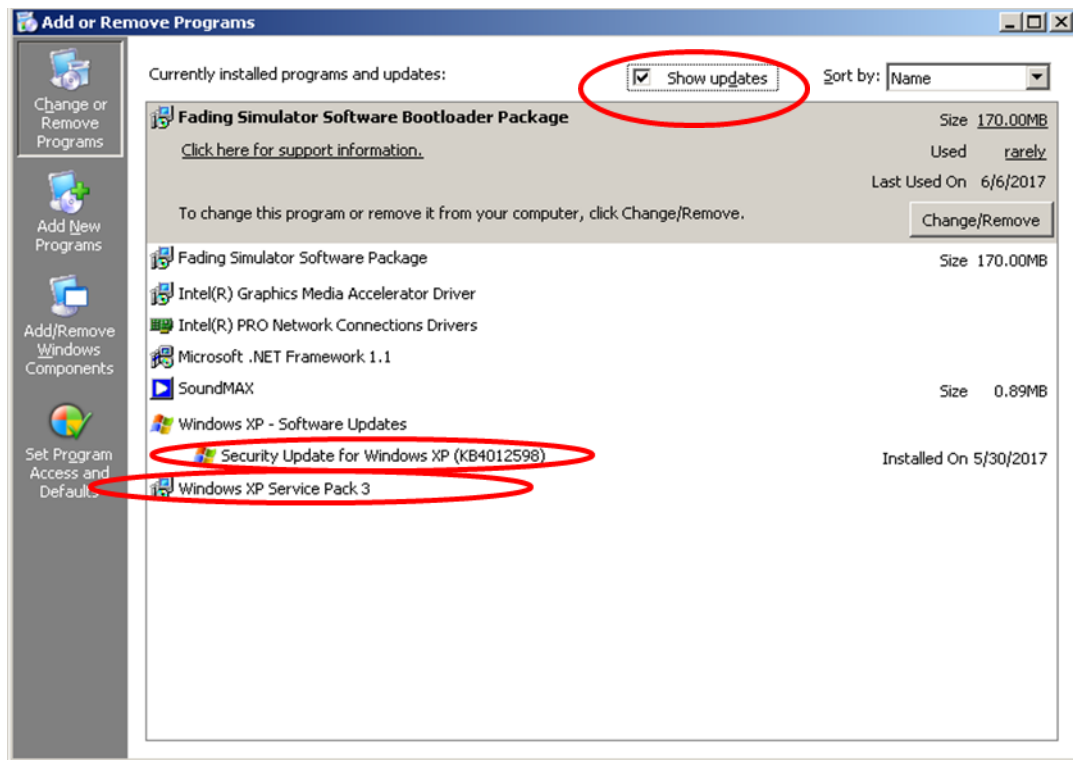 Add or Remove Programs
Change or
Remove
Programs
Add New
Programs
Add/Remove
Windows
Components
Set Program
Access and
Defaults
Currently installed programs and updates:
Show updates
Sort by: Name
Fading Simulator Software Bootloader Package
Size 170.00MB
Click here for support information.
Used rarely
Last Used On 6/6/2017
To change this program or remove it from your computer, click Change/Remove.
Change/Remove
Fading Simulator Software Package
Size 170.00MB
Intel(R) Graphics Media Accelerator Driver
Intel(R) PRO Network Connections Drivers
Microsoft .NET Framework 1.1
SoundMAX
Size 0.89MB
Windows XP - Software Updates
Security Update for Windows XP (KB4012598)
Installed On 5/30/2017
Windows XP Service Pack 3